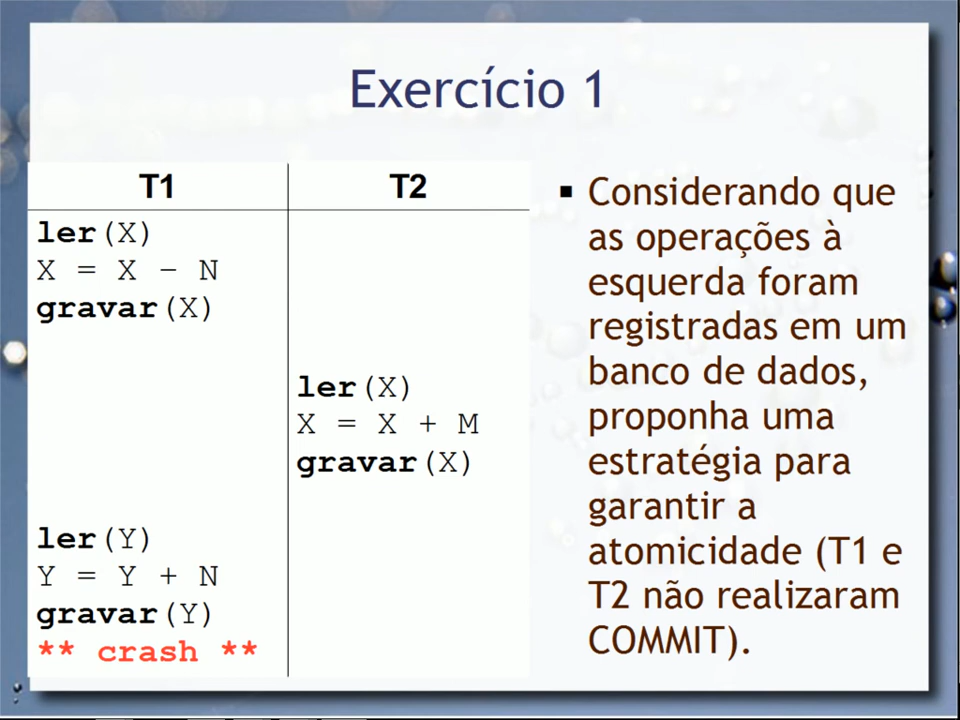 Exercício 1
T1
T2
ler(X)
X = X - N
gravar(X)
ler(X)
X = X + M
gravar(X)
ler(Y)
Y = Y + N
gravar(Y)
** crash **
▪ Considerando que
as operações à
esquerda foram
registradas em um
banco de dados,
proponha uma
estratégia para
garantir a
atomicidade (T1 e
T2 não realizaram
COMMIT).